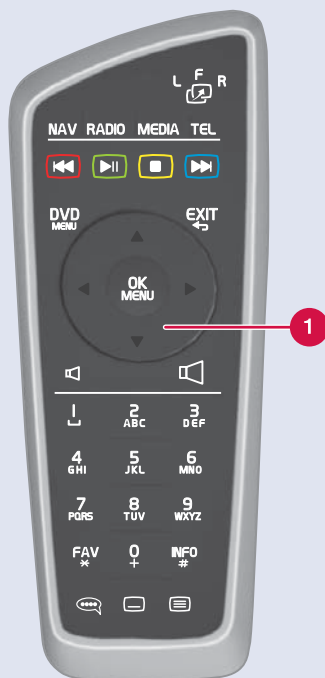 L F R
NAV RADIO MEDIA TEL
DVD
MENU
EXIT
OK
MENU
1
1 2 3
ABC DEF
4 5 6
GHI JKL MNO
7 8 9
PQRS TUV WXYZ
FAV 0 INFO
* + #